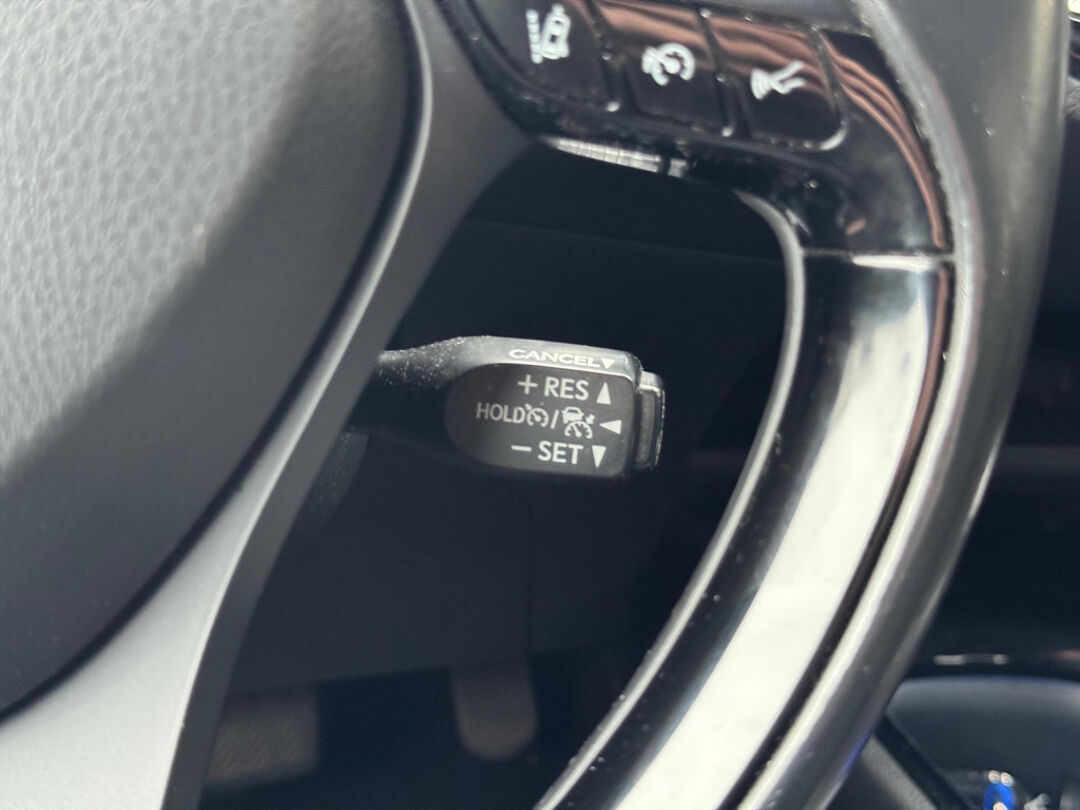 CANCEL▼
+ RES ▲
HOLD / ◀
− SET ▼